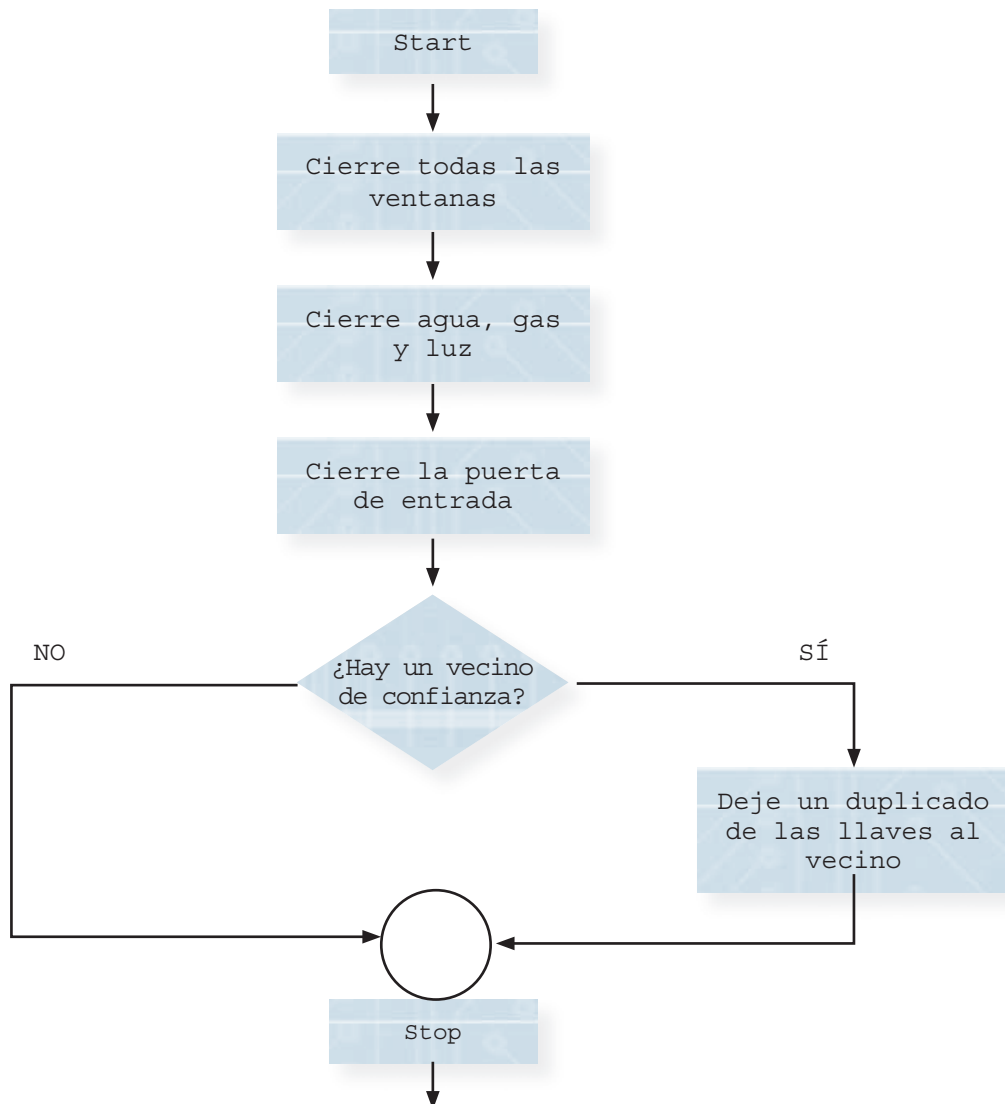 Start
Cierre todas las
ventanas
Cierre agua, gas
y luz
Cierre la puerta
de entrada
¿Hay un vecino
de confianza?
NO
SÍ
Deje un duplicado
de las llaves al
vecino
Stop